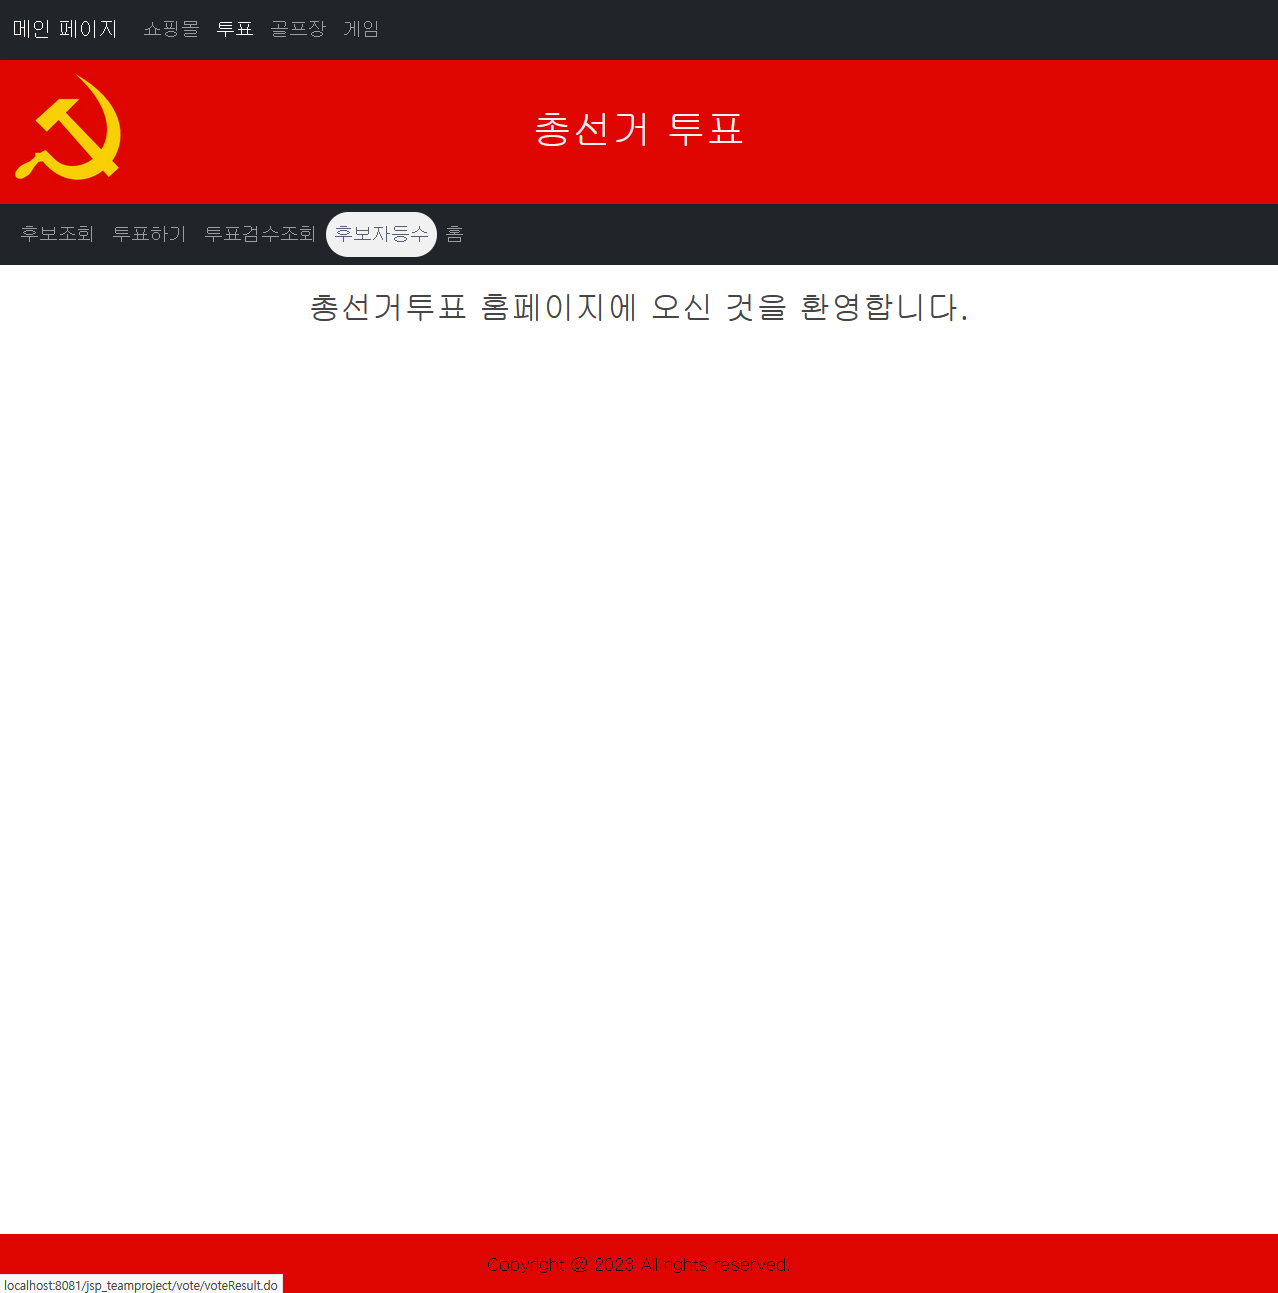 메인 페이지 쇼핑몰 투표 골프장 게임
총선거 투표
후보조회 투표하기 투표검수조회 후보자등수 홈
총선거투표 홈페이지에 오신 것을 환영합니다.
Copyright @ 2023 All rights reserved.
localhost:8081/jsp_teamproject/vote/voteResult.do